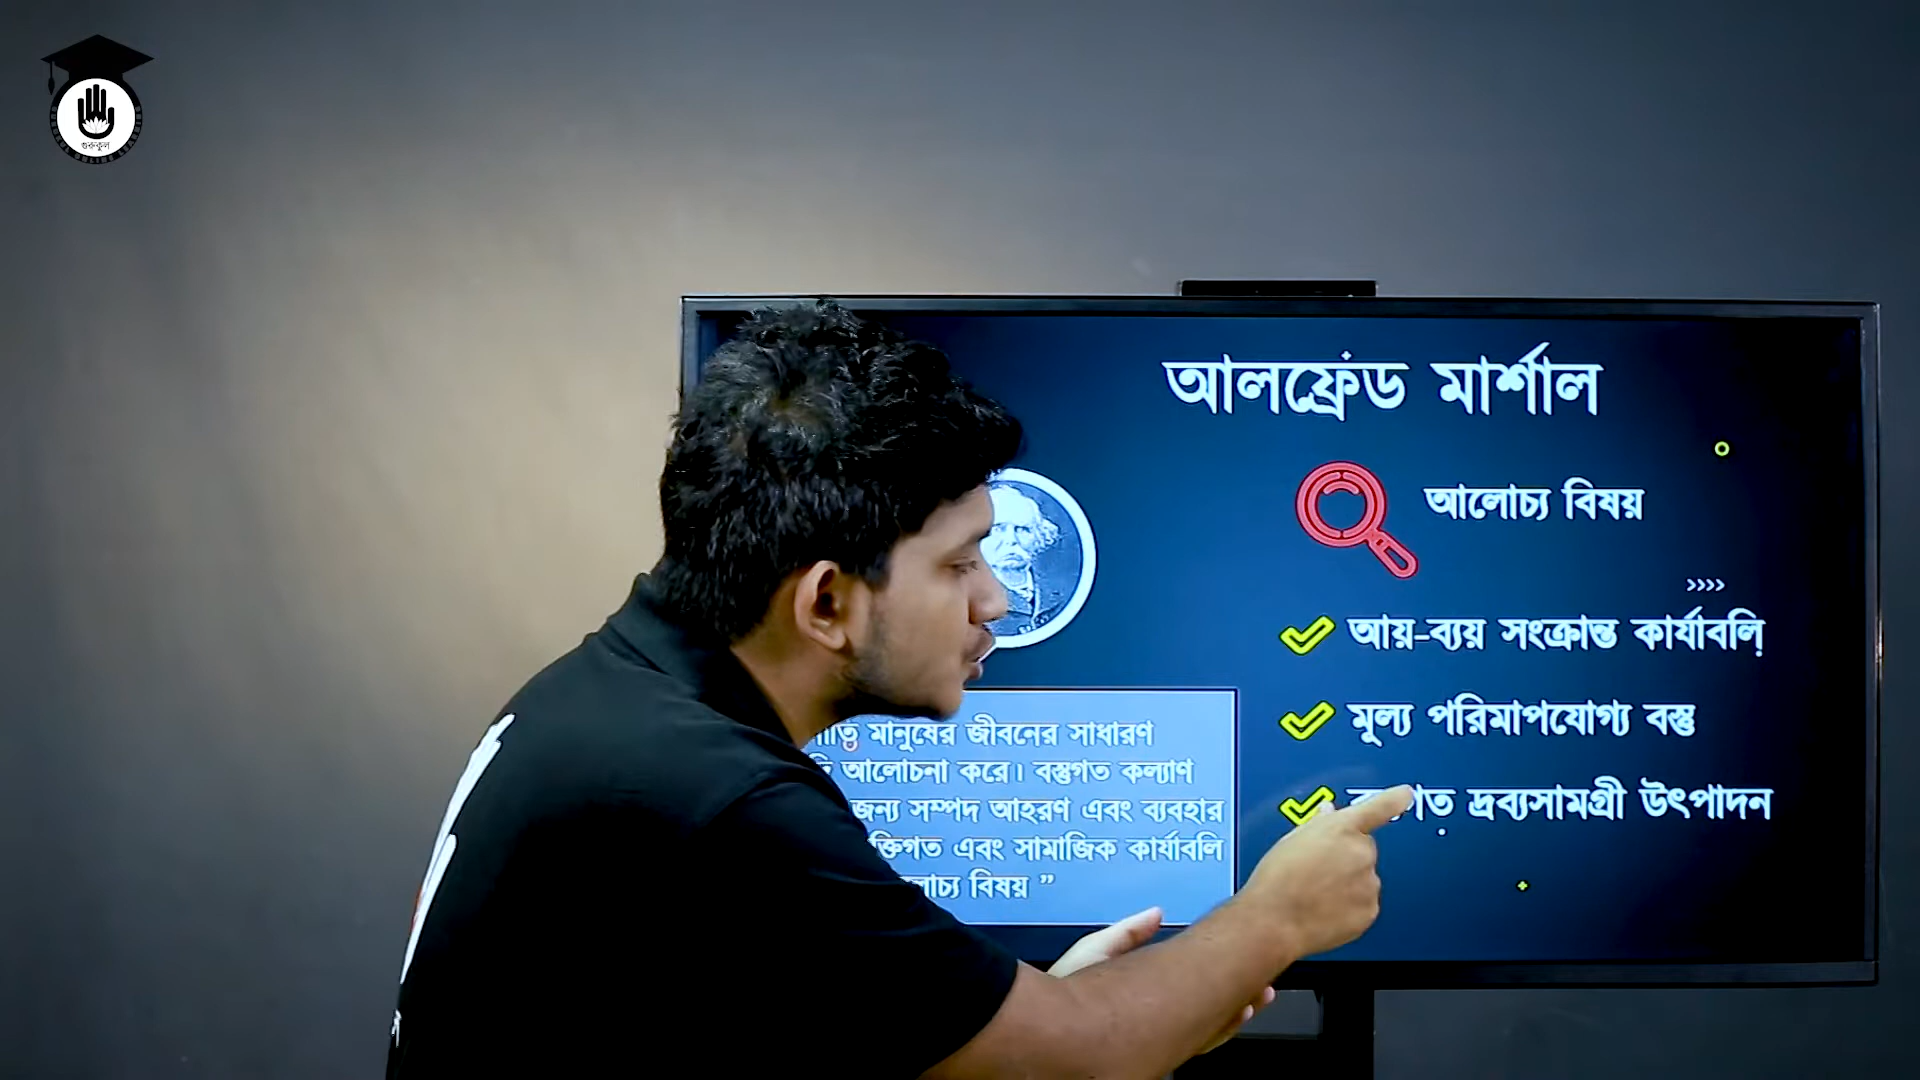 গুরুকুল
আলফ্রেড মার্শাল
আলোচ্য বিষয়
››››
আয়-ব্যয় সংক্রান্ত কার্যাবলি
মূল্য পরিমাপযোগ্য বস্তু
দ্রব্যসামগ্রী উৎপাদন
মানুষের জীবনের সাধারণ
আলোচনা করে। বস্তুগত কল্যাণ
জন্য সম্পদ আহরণ এবং ব্যবহার
এবং সামাজিক কার্যাবলি
বিষয় ”